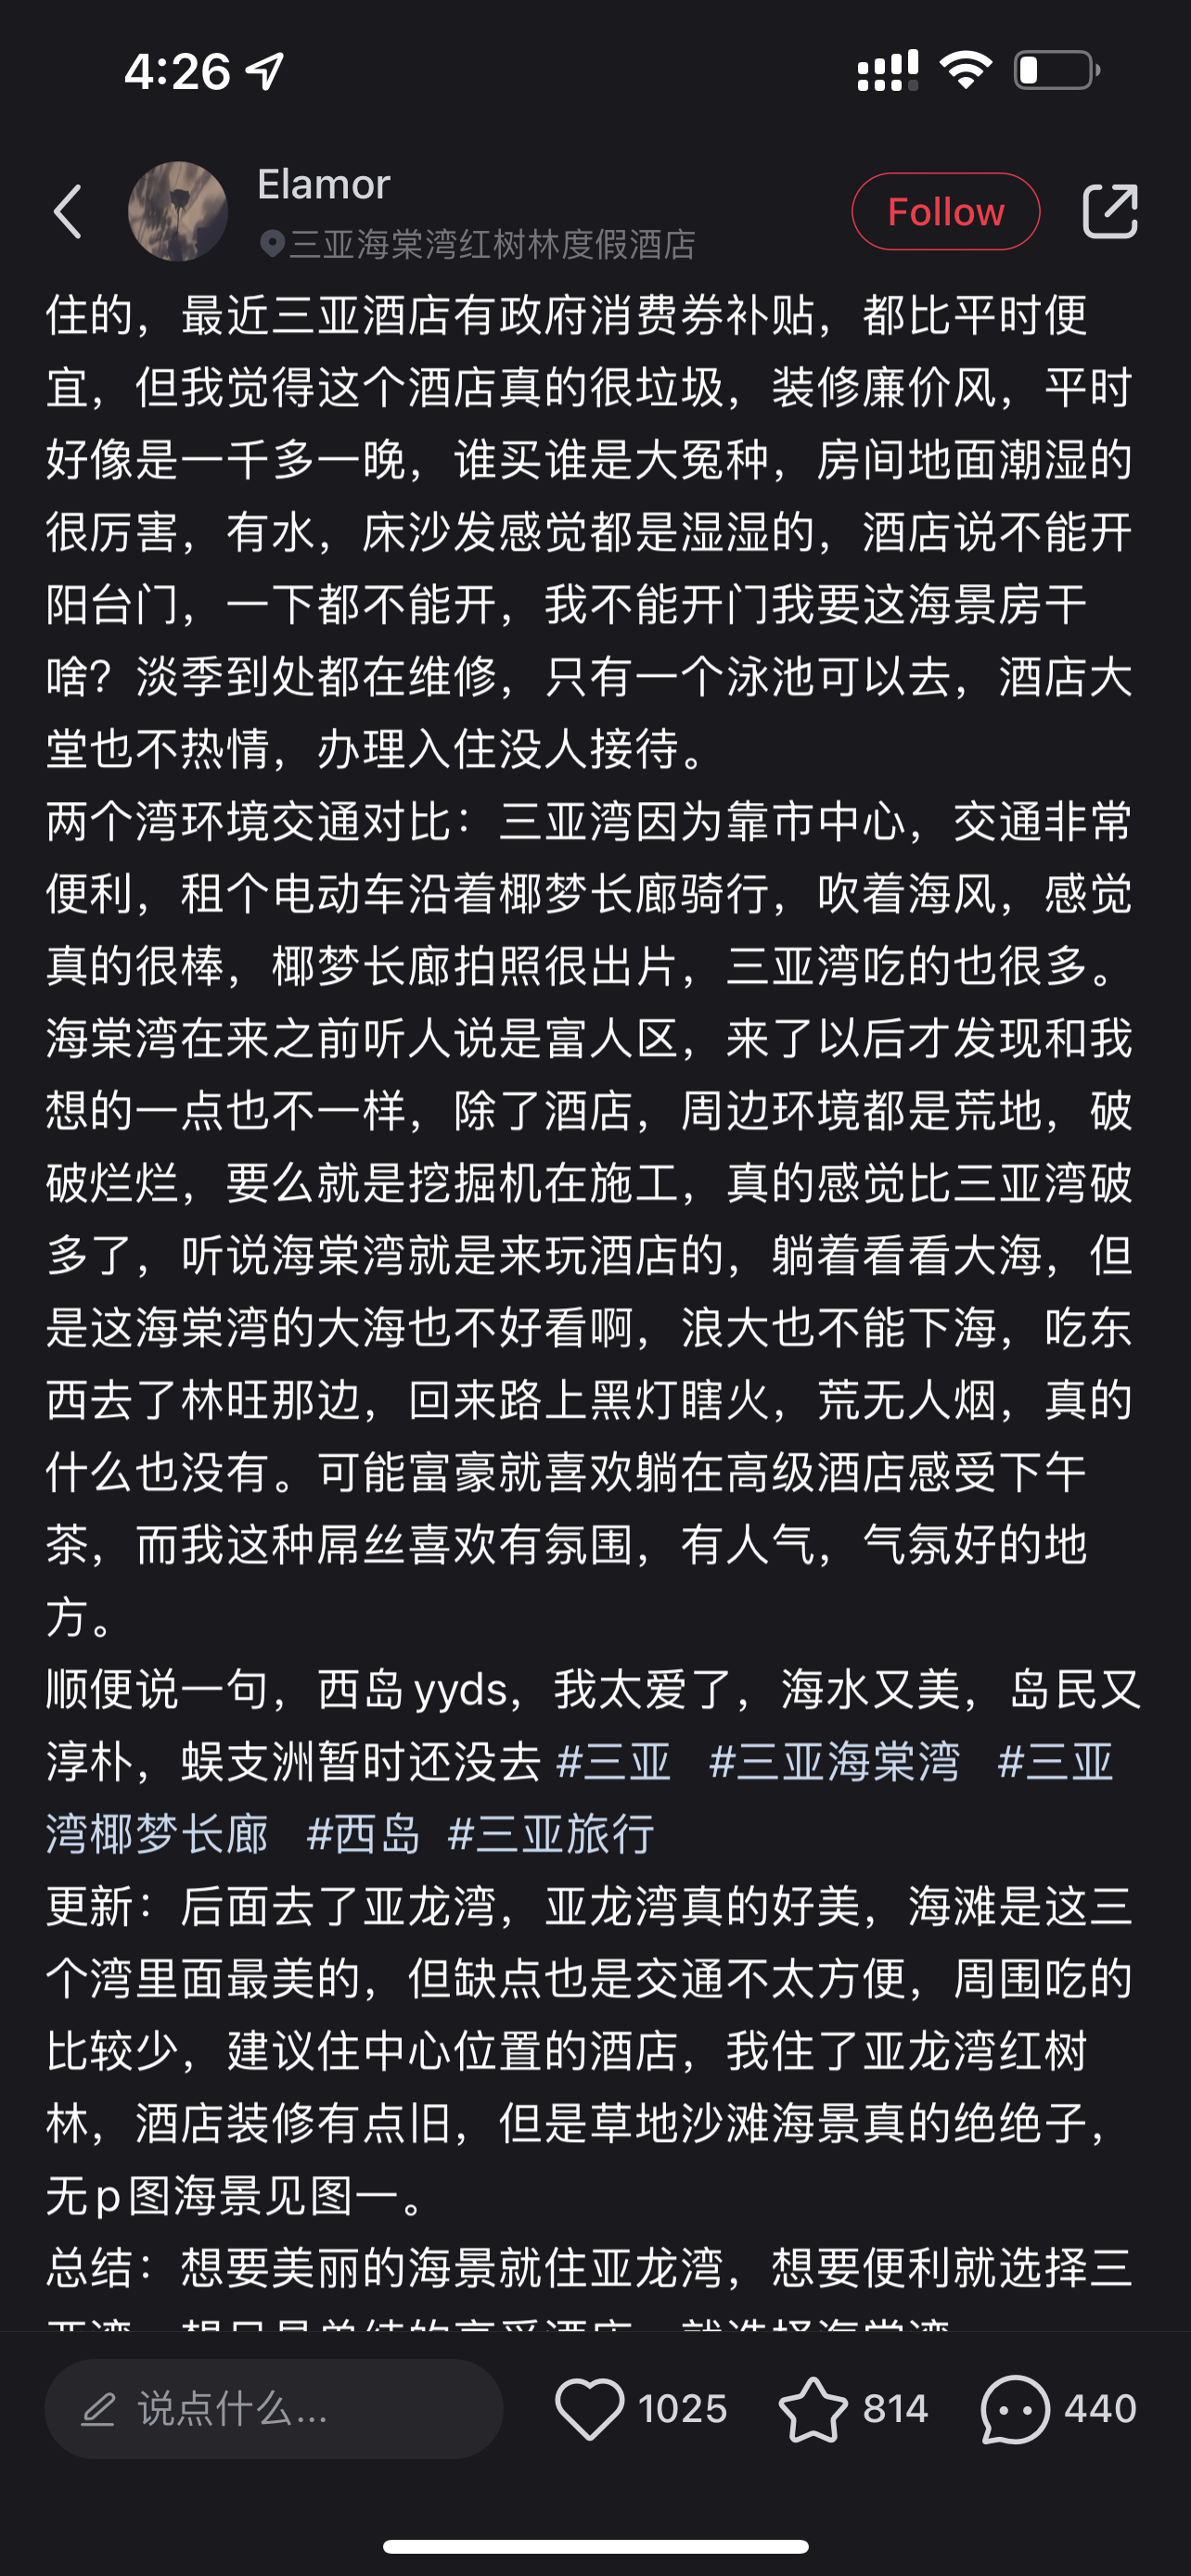 4:26
Elamor
Follow
三亚海棠湾红树林度假酒店
住的，最近三亚酒店有政府消费券补贴，都比平时便
宜，但我觉得这个酒店真的很垃圾，装修廉价风，平时
好像是一千多一晚，谁买谁是大冤种，房间地面潮湿的
很厉害，有水，床沙发感觉都是湿湿的，酒店说不能开
阳台门，一下都不能开，我不能开门我要这海景房干
啥？淡季到处都在维修，只有一个泳池可以去，酒店大
堂也不热情，办理入住没人接待。
两个湾环境交通对比：三亚湾因为靠市中心，交通非常
便利，租个电动车沿着椰梦长廊骑行，吹着海风，感觉
真的很棒，椰梦长廊拍照很出片，三亚湾吃的也很多。
海棠湾在来之前听人说是富人区，来了以后才发现和我
想的一点也不一样，除了酒店，周边环境都是荒地，破
破烂烂，要么就是挖掘机在施工，真的感觉比三亚湾破
多了，听说海棠湾就是来玩酒店的，躺着看看大海，但
是这海棠湾的大海也不好看啊，浪大也不能下海，吃东
西去了林旺那边，回来路上黑灯瞎火，荒无人烟，真的
什么也没有。可能富豪就喜欢躺在高级酒店感受下午
茶，而我这种屌丝喜欢有氛围，有人气，气氛好的地
方。
顺便说一句，西岛yyds，我太爱了，海水又美，岛民又
淳朴，蜈支洲暂时还没去 #三亚 #三亚海棠湾 #三亚
湾椰梦长廊 #西岛 #三亚旅行
更新：后面去了亚龙湾，亚龙湾真的好美，海滩是这三
个湾里面最美的，但缺点也是交通不太方便，周围吃的
比较少，建议住中心位置的酒店，我住了亚龙湾红树
林，酒店装修有点旧，但是草地沙滩海景真的绝绝子，
无p图海景见图一。
总结：想要美丽的海景就住亚龙湾，想要便利就选择三
说点什么...
1025
814
440